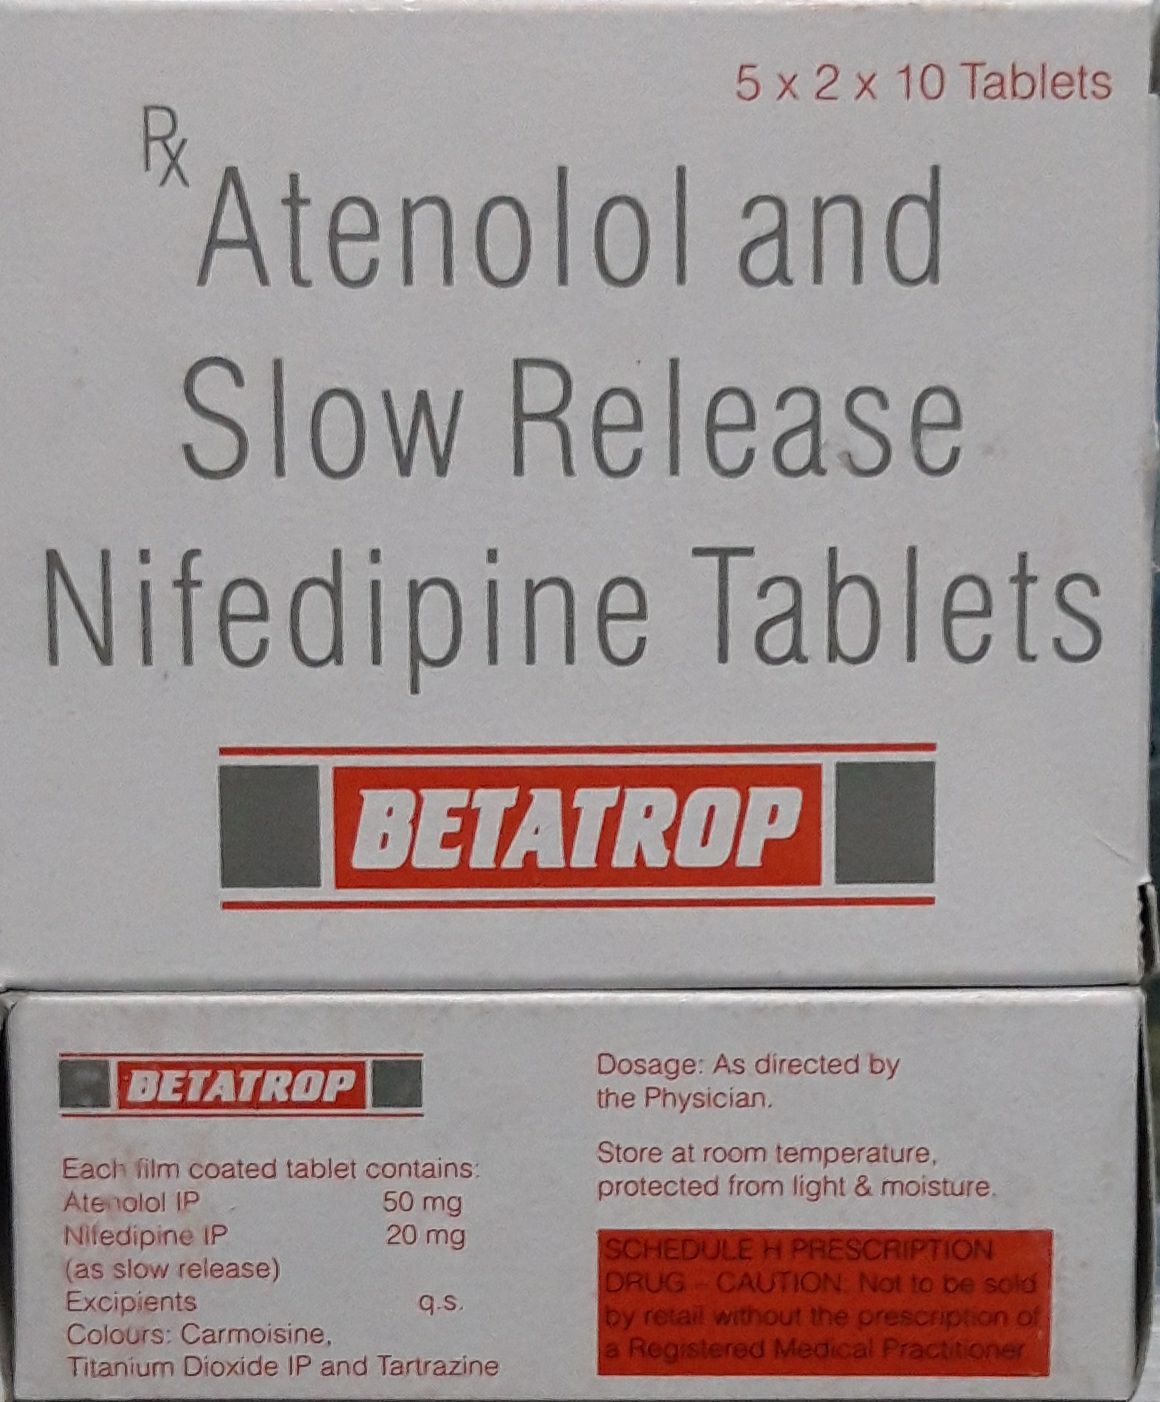 5 x 2 x 10 Tablets
Rx
Atenolol and
Slow Release
Nifedipine Tablets
BETATROP
BETATROP
Each film coated tablet contains:
Atenolol IP 50 mg
Nifedipine IP 20 mg
(as slow release)
Excipients q.s.
Colours: Carmoisine,
Titanium Dioxide IP and Tartrazine
Dosage: As directed by
the Physician.
Store at room temperature,
protected from light & moisture.
SCHEDULE H PRESCRIPTION
DRUG – CAUTION: Not to be sold
by retail without the prescription of
a Registered Medical Practitioner